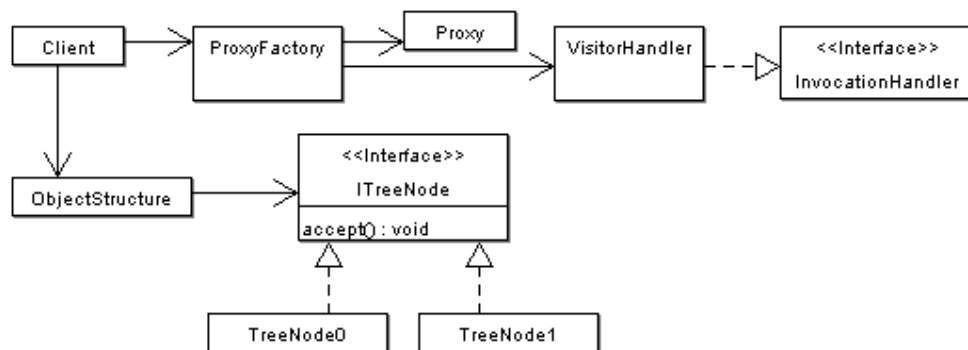 Client
ProxyFactory
Proxy
VisitorHandler
<<Interface>>
InvocationHandler
ObjectStructure
<<Interface>>
ITreeNode
accept() : void
TreeNode0
TreeNode1